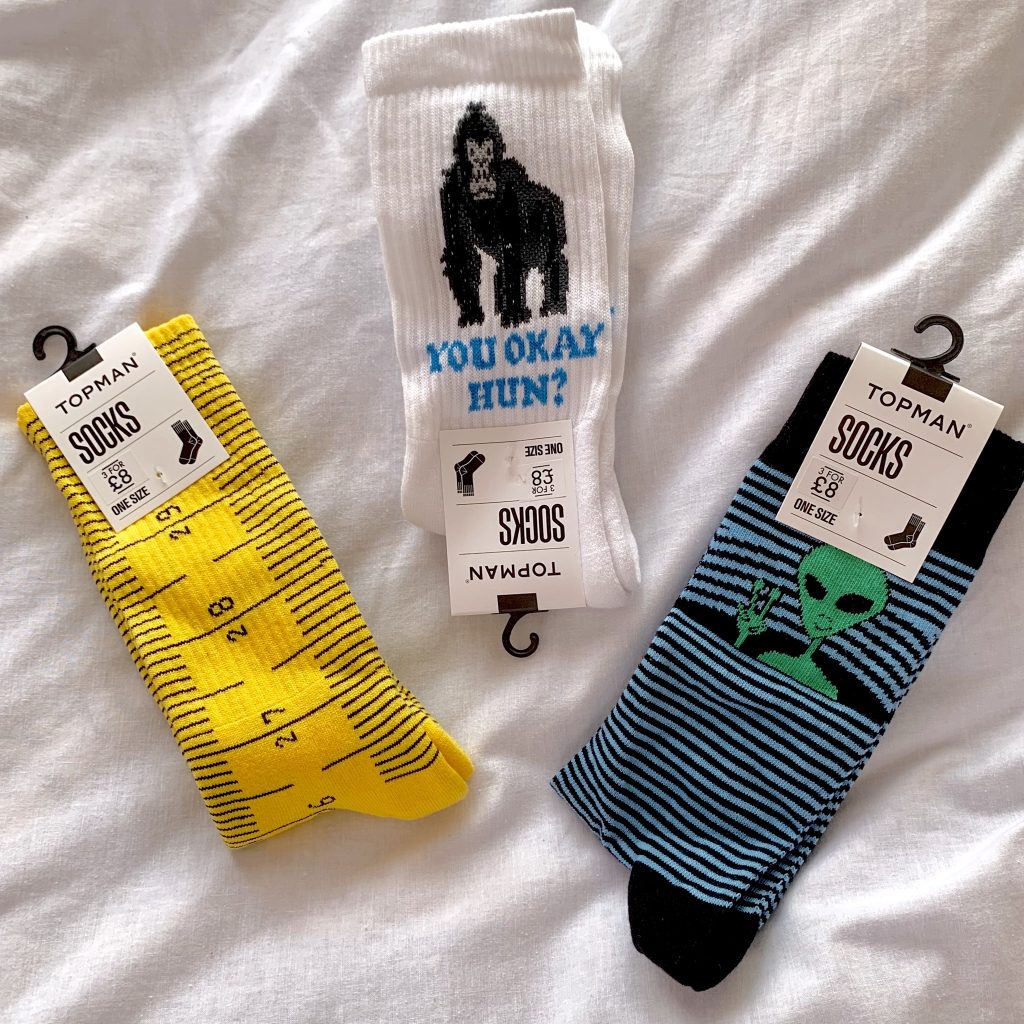 YOU OKAY
HUN?
TOPMAN®
SOCKS
3 FOR
£8
ONE SIZE
29
28
27
TOPMAN®
SOCKS
3 FOR
£8
ONE SIZE
TOPMAN®
SOCKS
3 FOR
£8
ONE SIZE